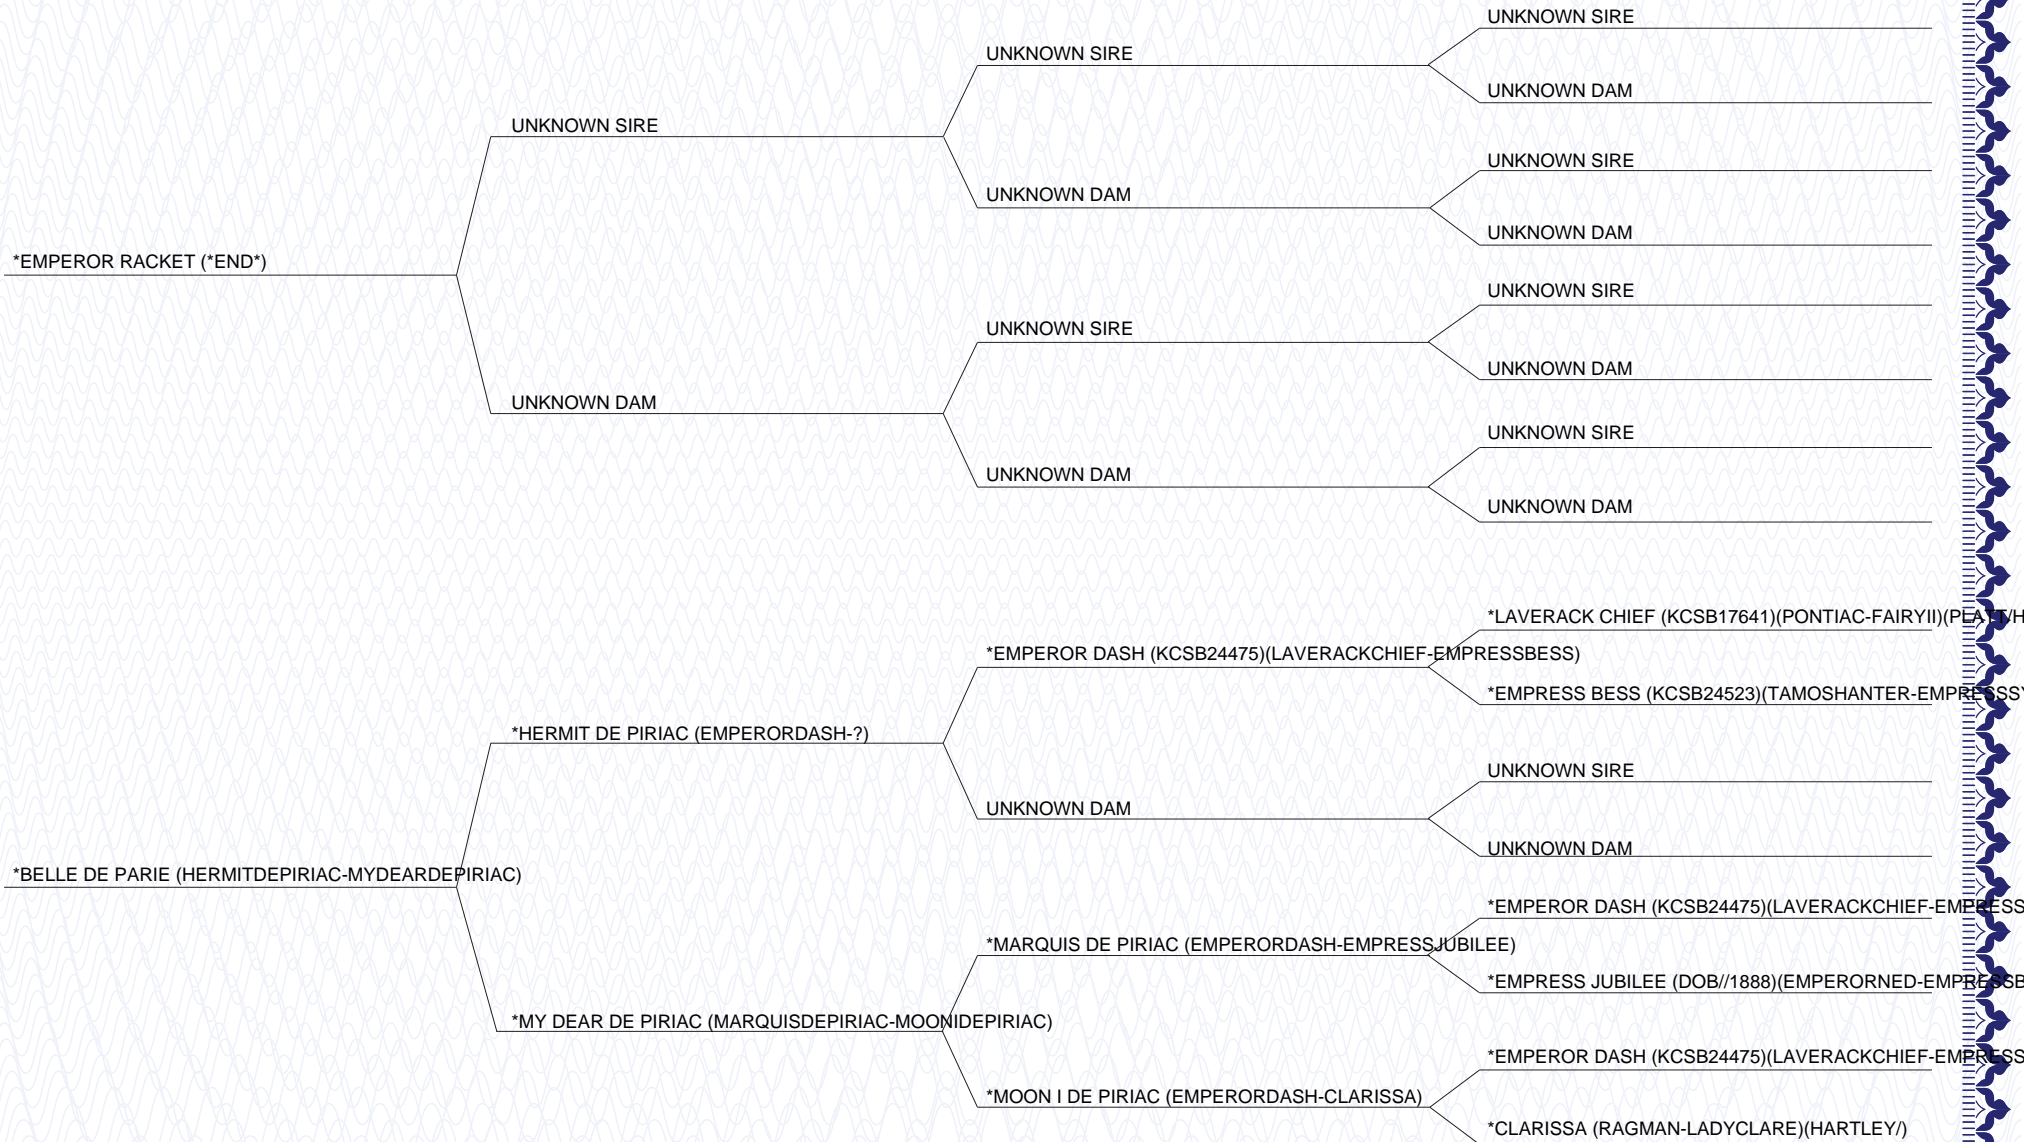 UNKNOWN SIRE
UNKNOWN SIRE
UNKNOWN DAM
UNKNOWN SIRE
UNKNOWN SIRE
UNKNOWN DAM
UNKNOWN DAM
*EMPEROR RACKET (*END*)
UNKNOWN SIRE
UNKNOWN SIRE
UNKNOWN DAM
UNKNOWN DAM
UNKNOWN SIRE
UNKNOWN DAM
UNKNOWN DAM
*LAVERACK CHIEF (KCSB17641)(PONTIAC-FAIRYII)(PLATT/H
*EMPEROR DASH (KCSB24475)(LAVERACKCHIEF-EMPRESSBESS)
*EMPRESS BESS (KCSB24523)(TAMOSHANTER-EMPRESSSY
*HERMIT DE PIRIAC (EMPERORDASH-?)
UNKNOWN SIRE
UNKNOWN DAM
UNKNOWN DAM
*BELLE DE PARIE (HERMITDEPIRIAC-MYDEARDEPIRIAC)
*EMPEROR DASH (KCSB24475)(LAVERACKCHIEF-EMPRESS
*MARQUIS DE PIRIAC (EMPERORDASH-EMPRESSJUBILEE)
*EMPRESS JUBILEE (DOB//1888)(EMPERORNED-EMPRESSB
*MY DEAR DE PIRIAC (MARQUISDEPIRIAC-MOONIDEPIRIAC)
*EMPEROR DASH (KCSB24475)(LAVERACKCHIEF-EMPRESS
*MOON I DE PIRIAC (EMPERORDASH-CLARISSA)
*CLARISSA (RAGMAN-LADYCLARE)(HARTLEY/)